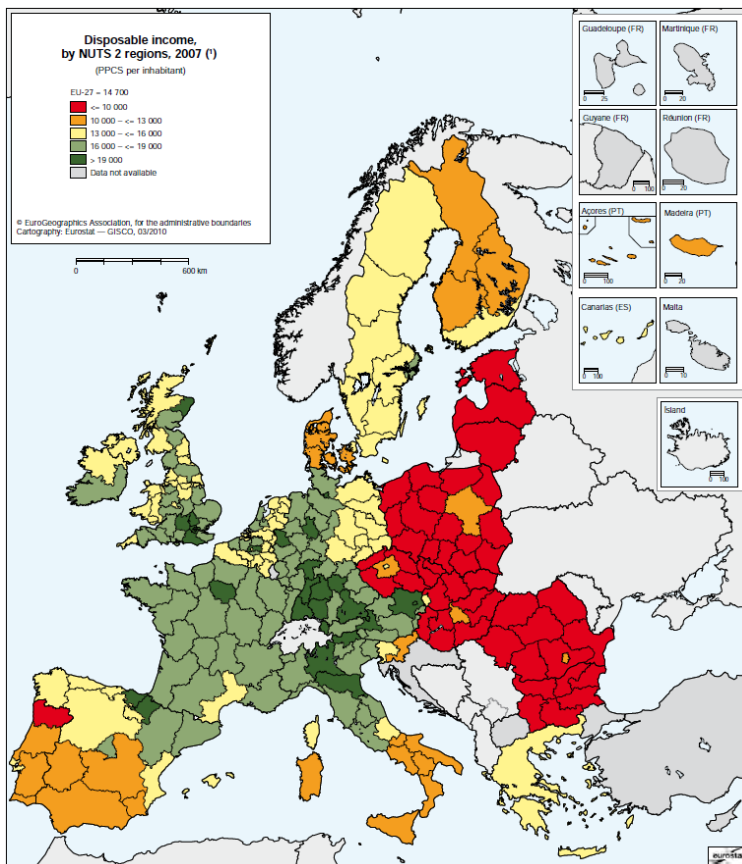 Disposable income,
by NUTS 2 regions, 2007 (¹)
(PPCS per inhabitant)
EU-27 = 14 700
<= 10 000
10 000 – <= 13 000
13 000 – <= 16 000
16 000 – <= 19 000
> 19 000
Data not available
© EuroGeographics Association, for the administrative boundaries
Cartography: Eurostat — GISCO, 03/2010
0 600 km
Guadeloupe (FR)
0 25
Martinique (FR)
0 20
Guyane (FR)
0 100
Réunion (FR)
0 20
Açores (PT)
0 100
Madeira (PT)
0 20
Canarias (ES)
0 100
Malta
0 10
Ísland
0 100
eurosta